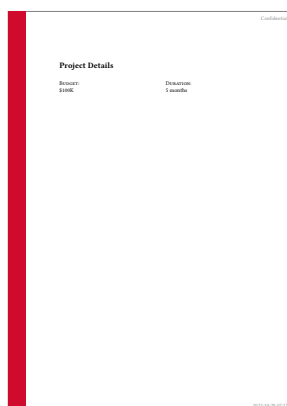 Confidential
Project Details
Budget: Duration:
$100K 5 months